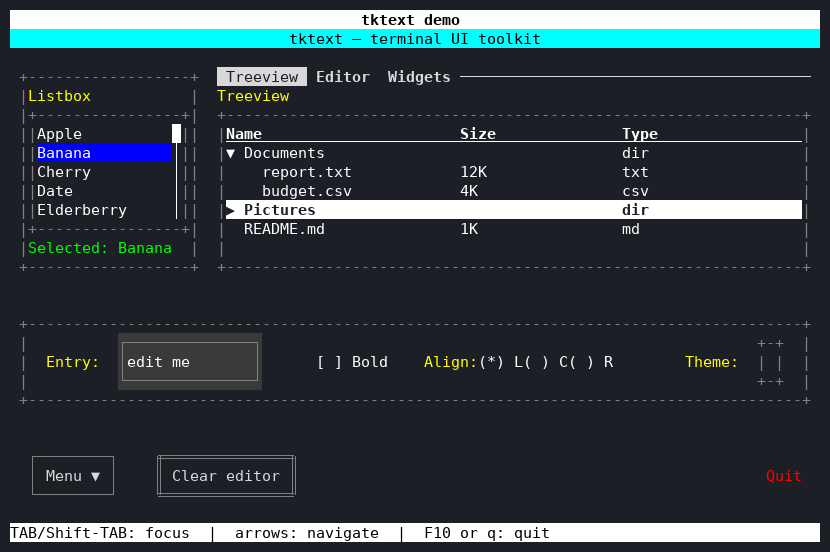 tktext demo
tktext — terminal UI toolkit
Treeview Editor Widgets
Listbox
Treeview
Apple
Banana
Cherry
Date
Elderberry
Selected: Banana
Name Size Type
▼ Documents dir
report.txt 12K txt
budget.csv 4K csv
▶ Pictures dir
README.md 1K md
Entry: edit me [ ] Bold Align:(*) L( ) C( ) R Theme:
Menu ▼ Clear editor Quit
TAB/Shift-TAB: focus | arrows: navigate | F10 or q: quit